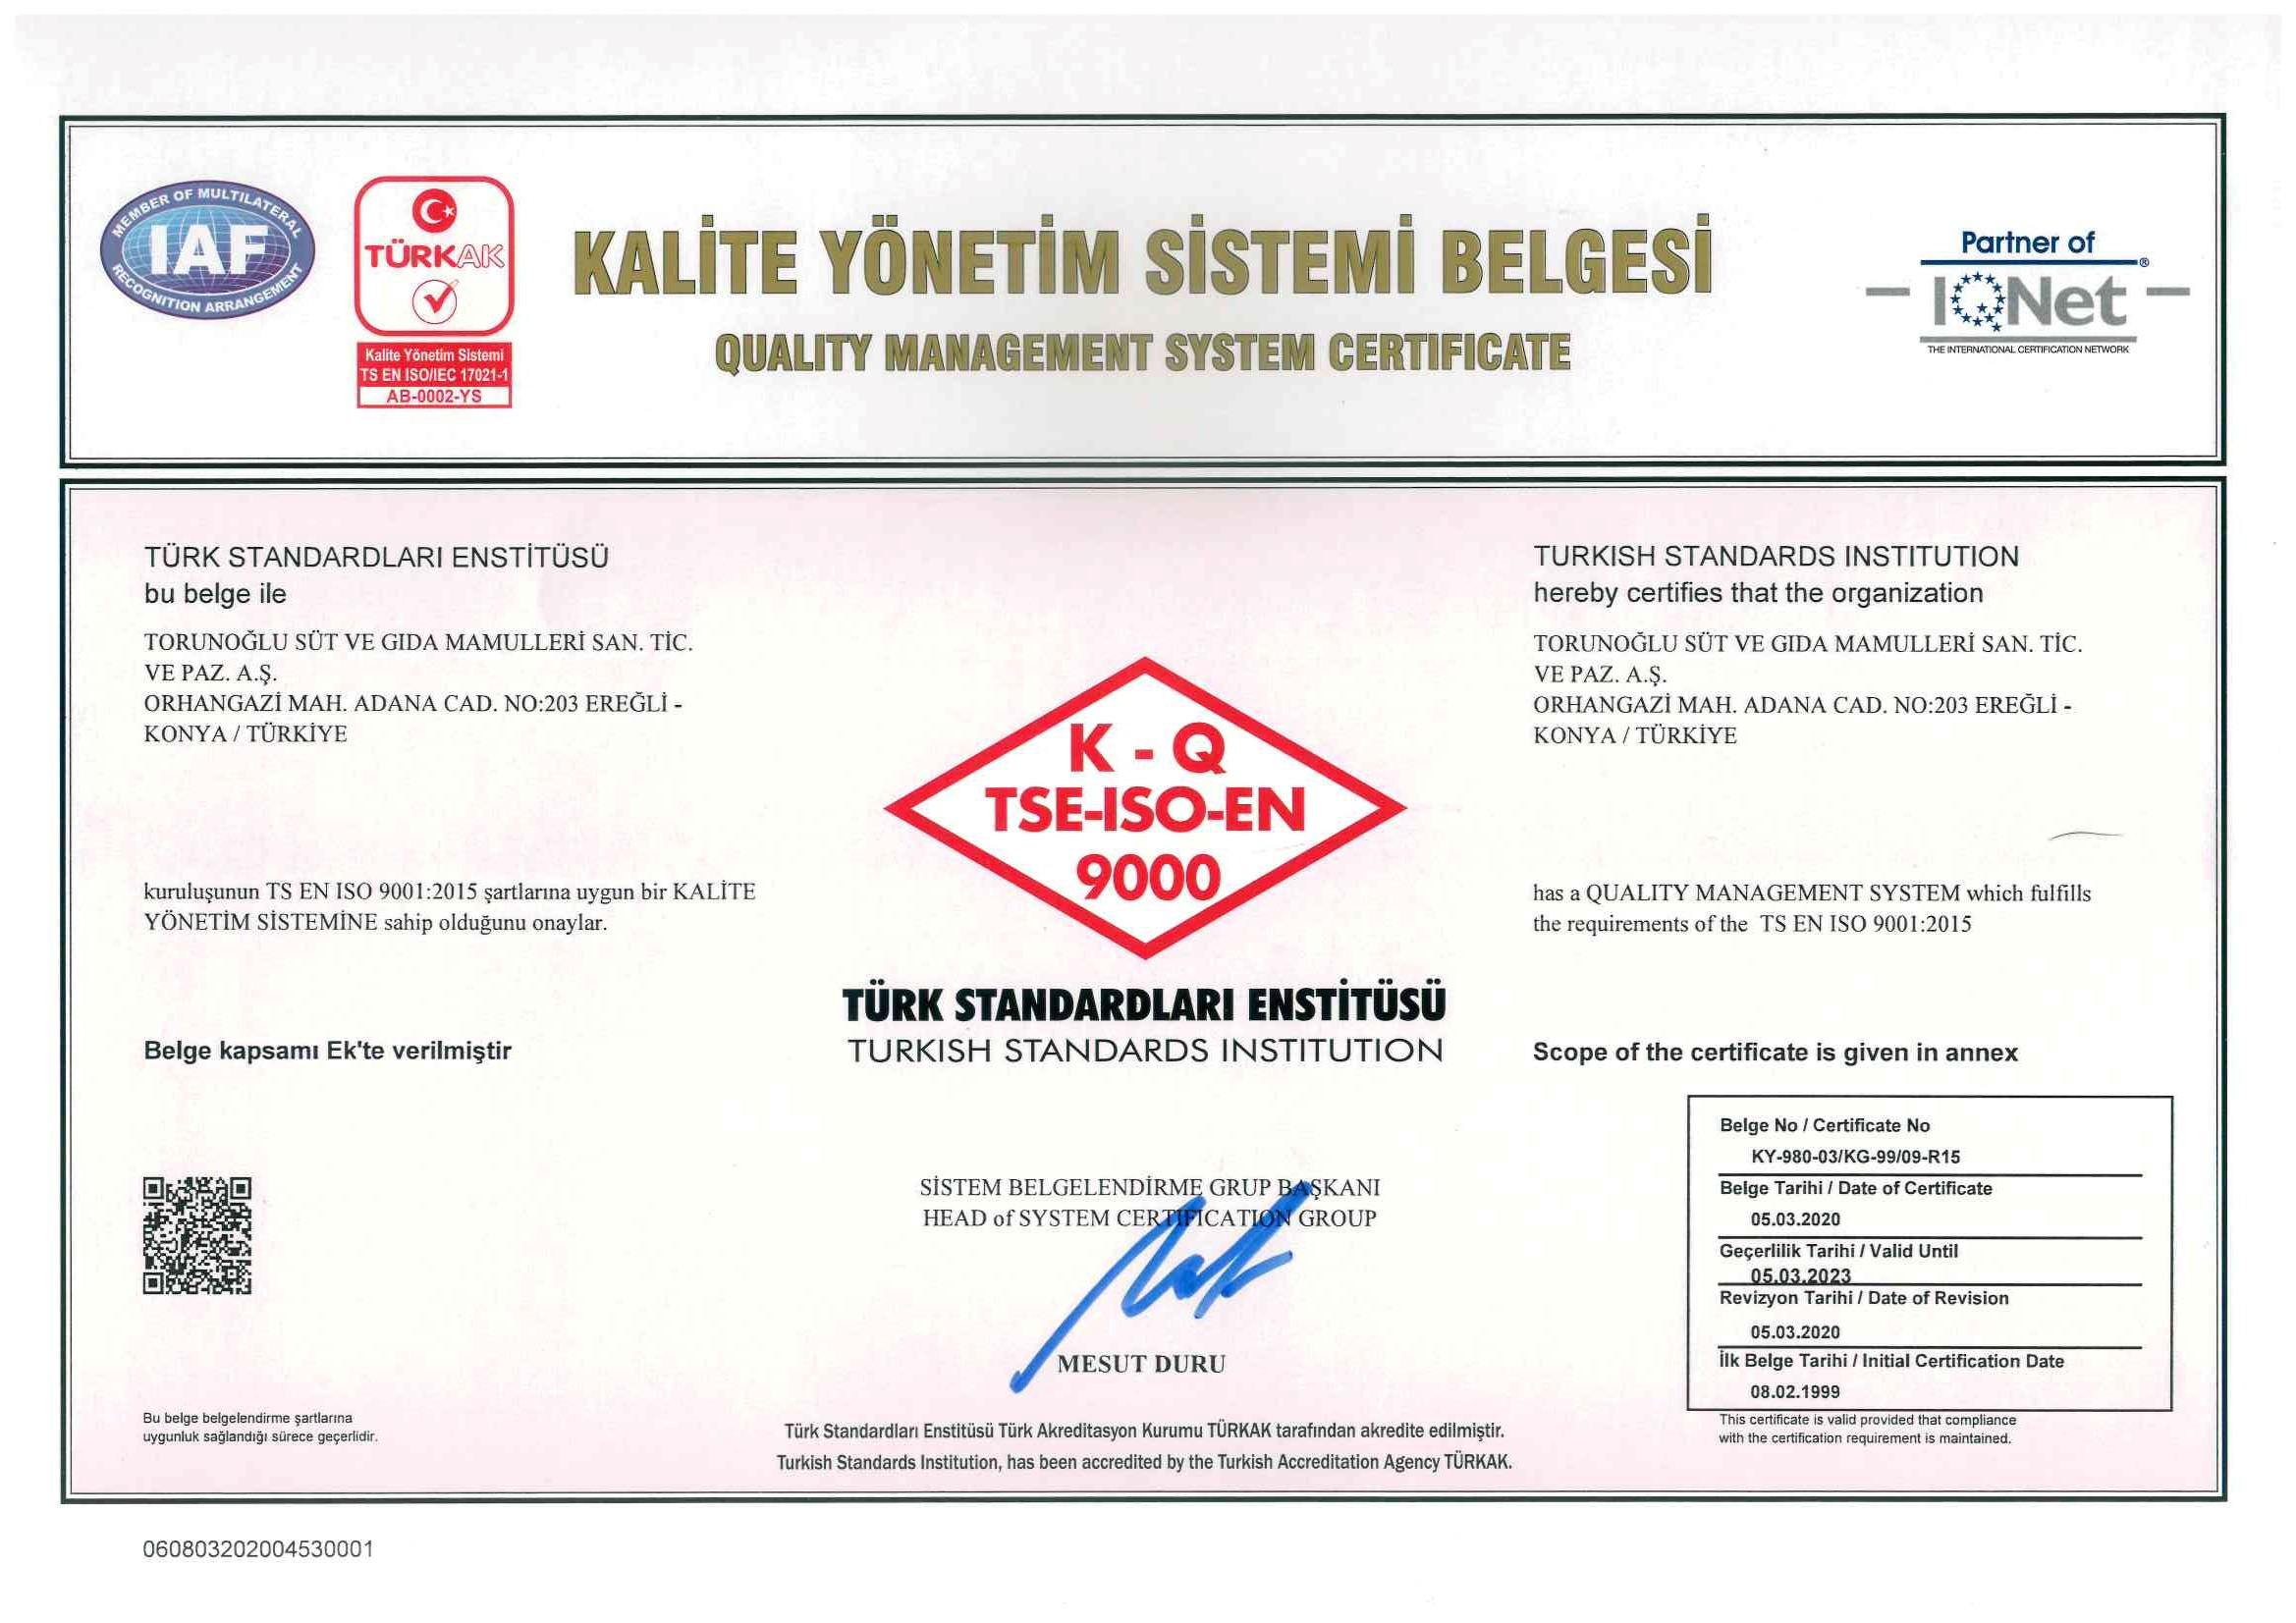 MEMBER OF MULTILATERAL
IAF
RECOGNITION ARRANGEMENT
TÜRKAK
Kalite Yönetim Sistemi
TS EN ISO/IEC 17021-1
AB-0002-YS
KALİTE YÖNETİM SİSTEMİ BELGESİ
QUALITY MANAGEMENT SYSTEM CERTIFICATE
Partner of
IQNet ®
THE INTERNATIONAL CERTIFICATION NETWORK
TÜRK STANDARDLARI ENSTİTÜSÜ
bu belge ile
TORUNOĞLU SÜT VE GIDA MAMULLERİ SAN. TİC.
VE PAZ. A.Ş.
ORHANGAZİ MAH. ADANA CAD. NO:203 EREĞLİ -
KONYA / TÜRKİYE
kuruluşunun TS EN ISO 9001:2015 şartlarına uygun bir KALİTE
YÖNETİM SİSTEMİNE sahip olduğunu onaylar.
Belge kapsamı Ek'te verilmiştir
K - Q
TSE-ISO-EN
9000
TÜRK STANDARDLARI ENSTİTÜSÜ
TURKISH STANDARDS INSTITUTION
SİSTEM BELGELENDİRME GRUP BAŞKANI
HEAD of SYSTEM CERTIFICATION GROUP
MESUT DURU
TURKISH STANDARDS INSTITUTION
hereby certifies that the organization
TORUNOĞLU SÜT VE GIDA MAMULLERİ SAN. TİC.
VE PAZ. A.Ş.
ORHANGAZİ MAH. ADANA CAD. NO:203 EREĞLİ -
KONYA / TÜRKİYE
has a QUALITY MANAGEMENT SYSTEM which fulfills
the requirements of the TS EN ISO 9001:2015
Scope of the certificate is given in annex
Belge No / Certificate No
KY-980-03/KG-99/09-R15
Belge Tarihi / Date of Certificate
05.03.2020
Geçerlilik Tarihi / Valid Until
05.03.2023
Revizyon Tarihi / Date of Revision
05.03.2020
İlk Belge Tarihi / Initial Certification Date
08.02.1999
This certificate is valid provided that compliance
with the certification requirement is maintained.
Bu belge belgelendirme şartlarına
uygunluk sağlandığı sürece geçerlidir.
Türk Standardları Enstitüsü Türk Akreditasyon Kurumu TÜRKAK tarafından akredite edilmiştir.
Turkish Standards Institution, has been accredited by the Turkish Accreditation Agency TÜRKAK.
060803202004530001